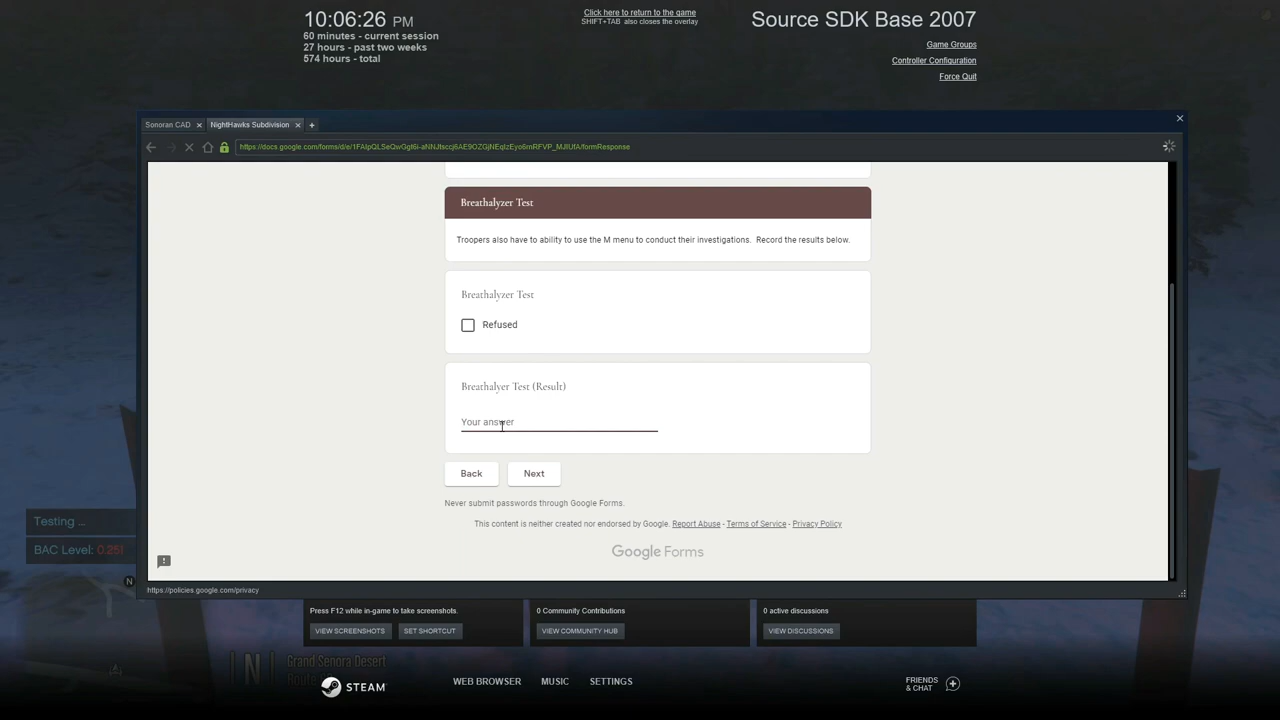 10:06:26 PM
60 minutes - current session
27 hours - past two weeks
574 hours - total
Click here to return to the game
SHIFT+TAB also closes the overlay
Source SDK Base 2007
Game Groups
Controller Configuration
Force Quit
Sonoran CAD
NightHawks Subdivision
Breathalyzer Test
Troopers also have to ability to use the M menu to conduct their investigations. Record the results below.
Breathalyzer Test
Refused
Breathalyer Test (Result)
Your answer
Back
Next
Never submit passwords through Google Forms.
This content is neither created nor endorsed by Google. Report Abuse - Terms of Service - Privacy Policy
Google Forms
Testing ...
BAC Level: 0.25
N
https://policies.google.com/privacy
Press F12 while in-game to take screenshots.
VIEW SCREENSHOTS
SET SHORTCUT
0 Community Contributions
VIEW COMMUNITY HUB
0 active discussions
VIEW DISCUSSIONS
N
Grand Senora Desert
STEAM
WEB BROWSER
MUSIC
SETTINGS
FRIENDS
& CHAT